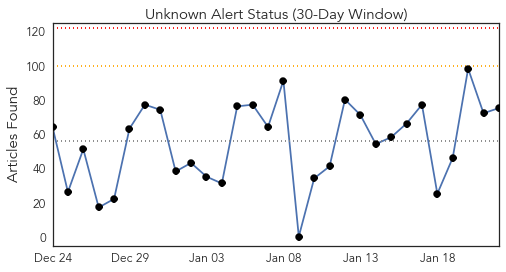 Unknown Alert Status (30-Day Window)
Articles Found
120
100
80
60
40
20
0
Dec 24 Dec 29 Jan 03 Jan 08 Jan 13 Jan 18